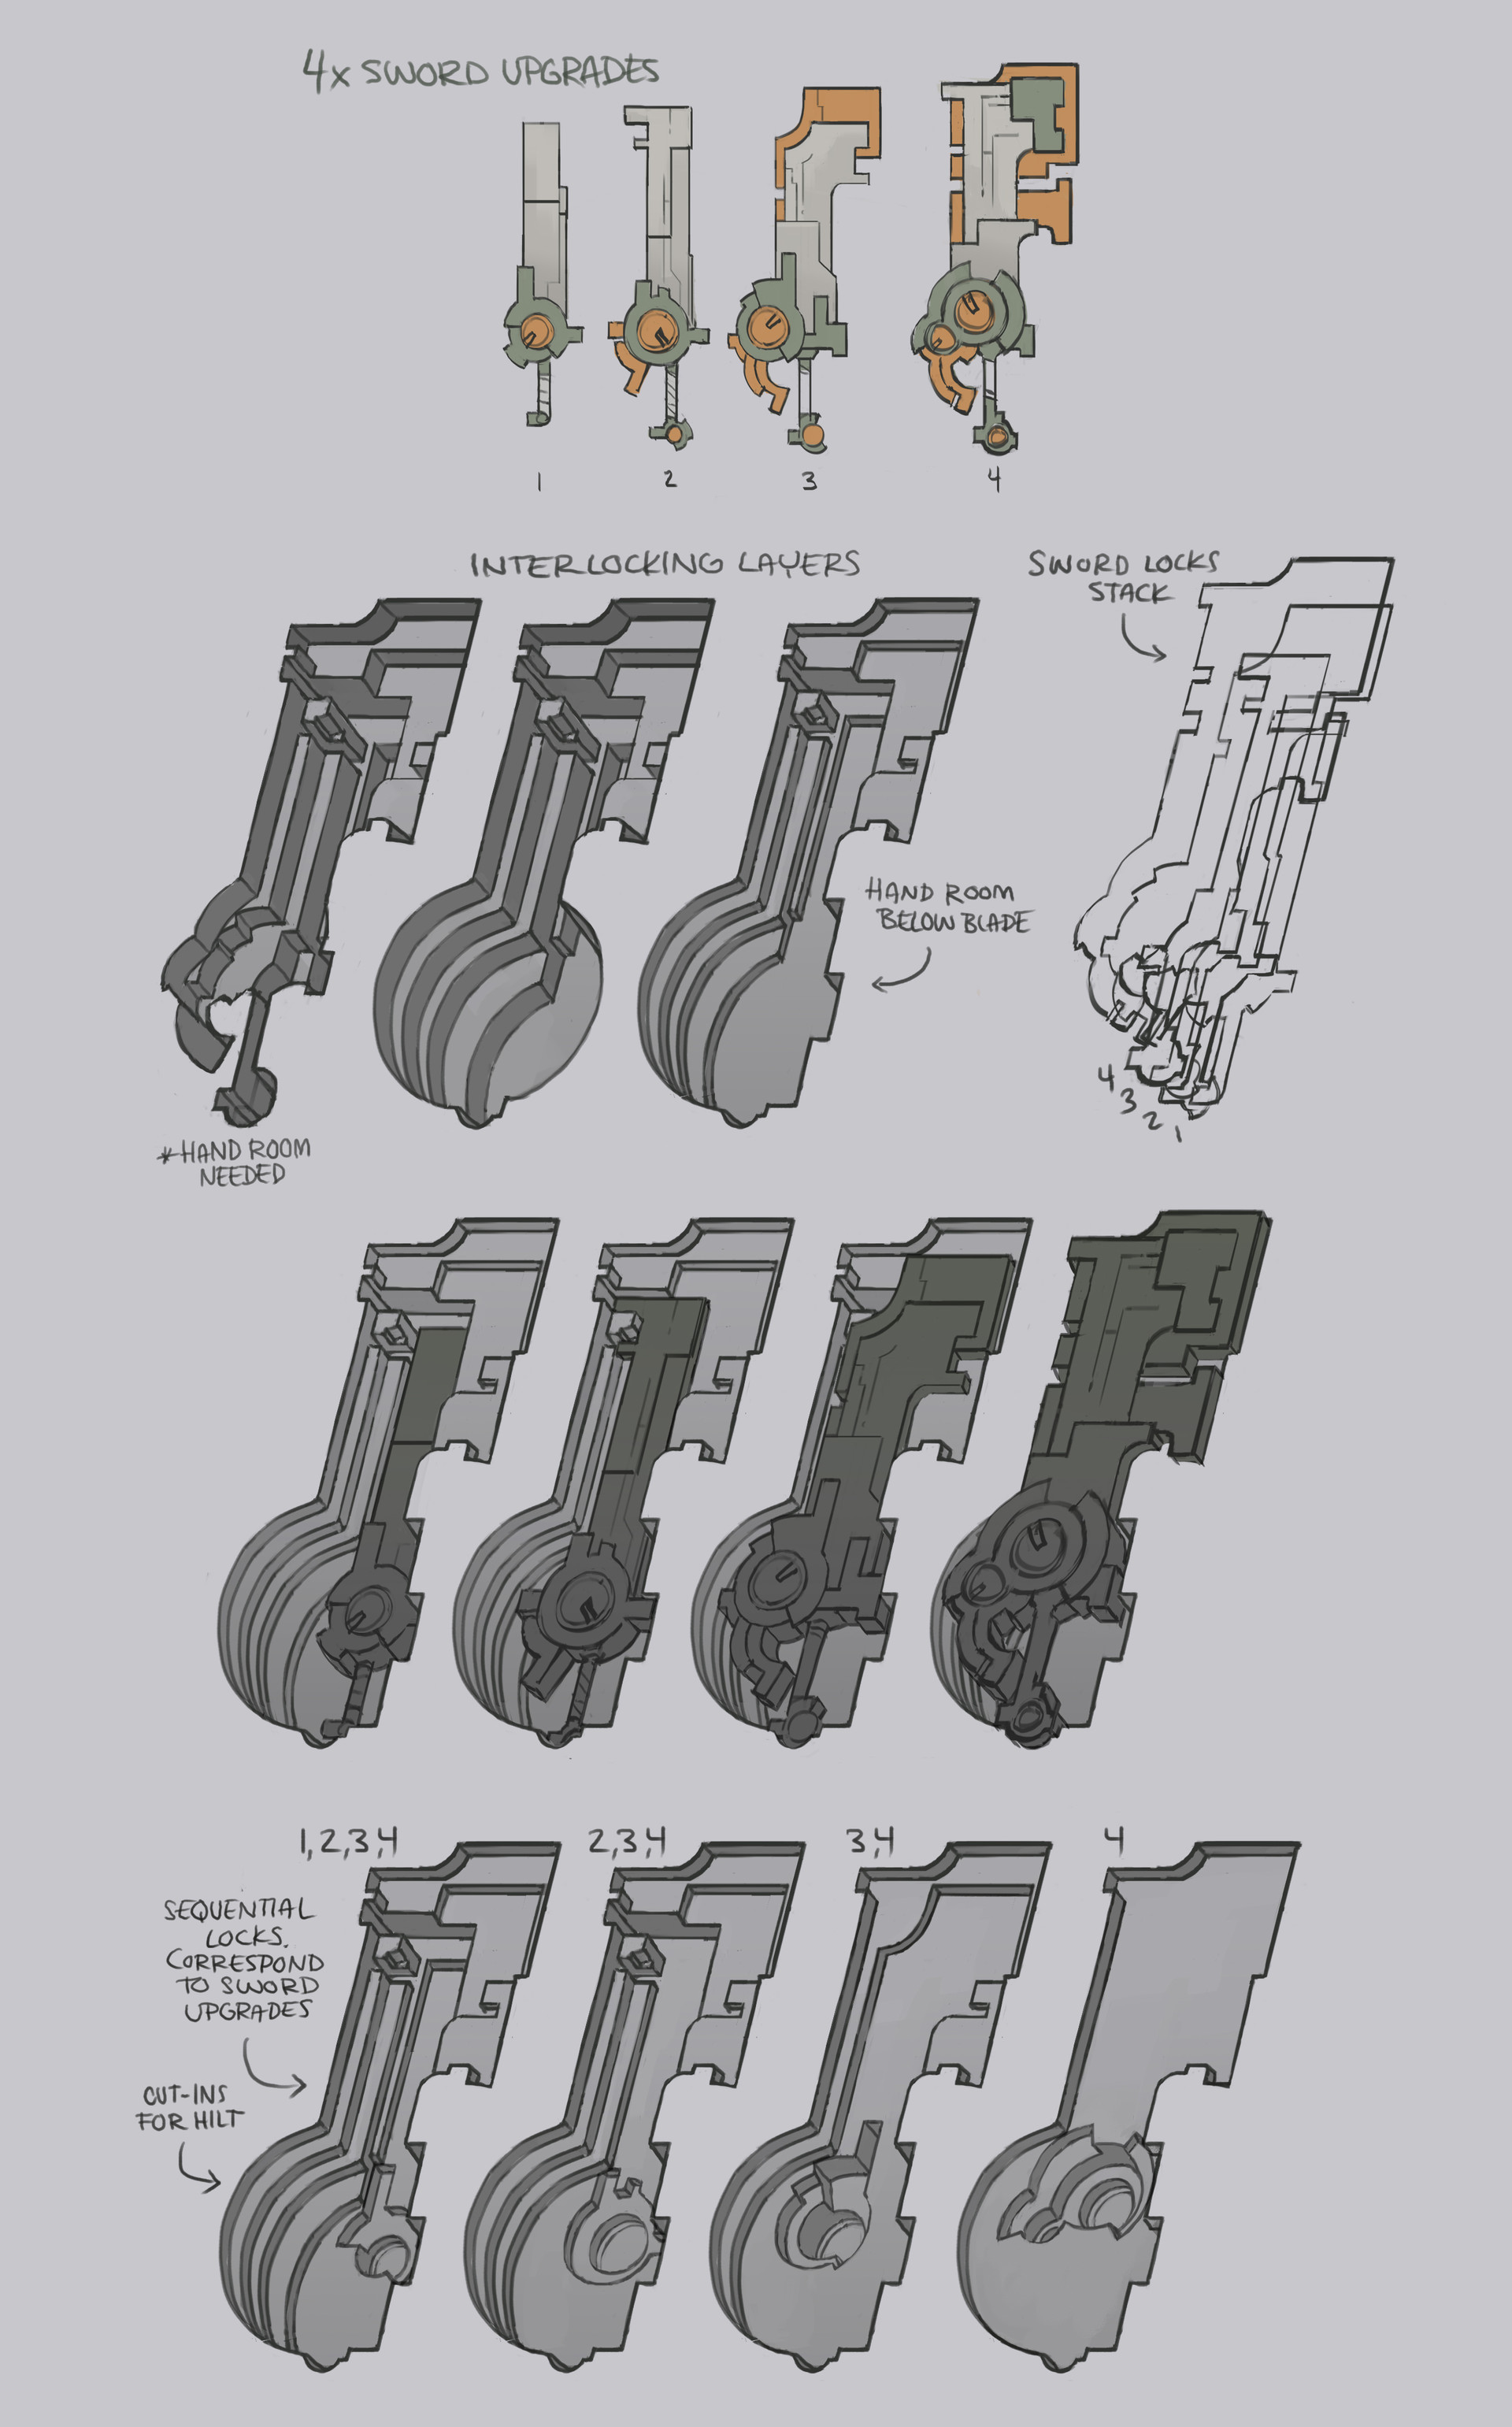 4x SWORD UPGRADES
1
2
3
4
INTERLOCKING LAYERS
SWORD LOCKS
STACK
HAND ROOM
BELOW BLADE
4
3
2
1
*HAND ROOM
NEEDED
1,2,3,4
2,3,4
3,4
4
SEQUENTIAL
LOCKS.
CORRESPOND
TO SWORD
UPGRADES
CUT-INS
FOR HILT